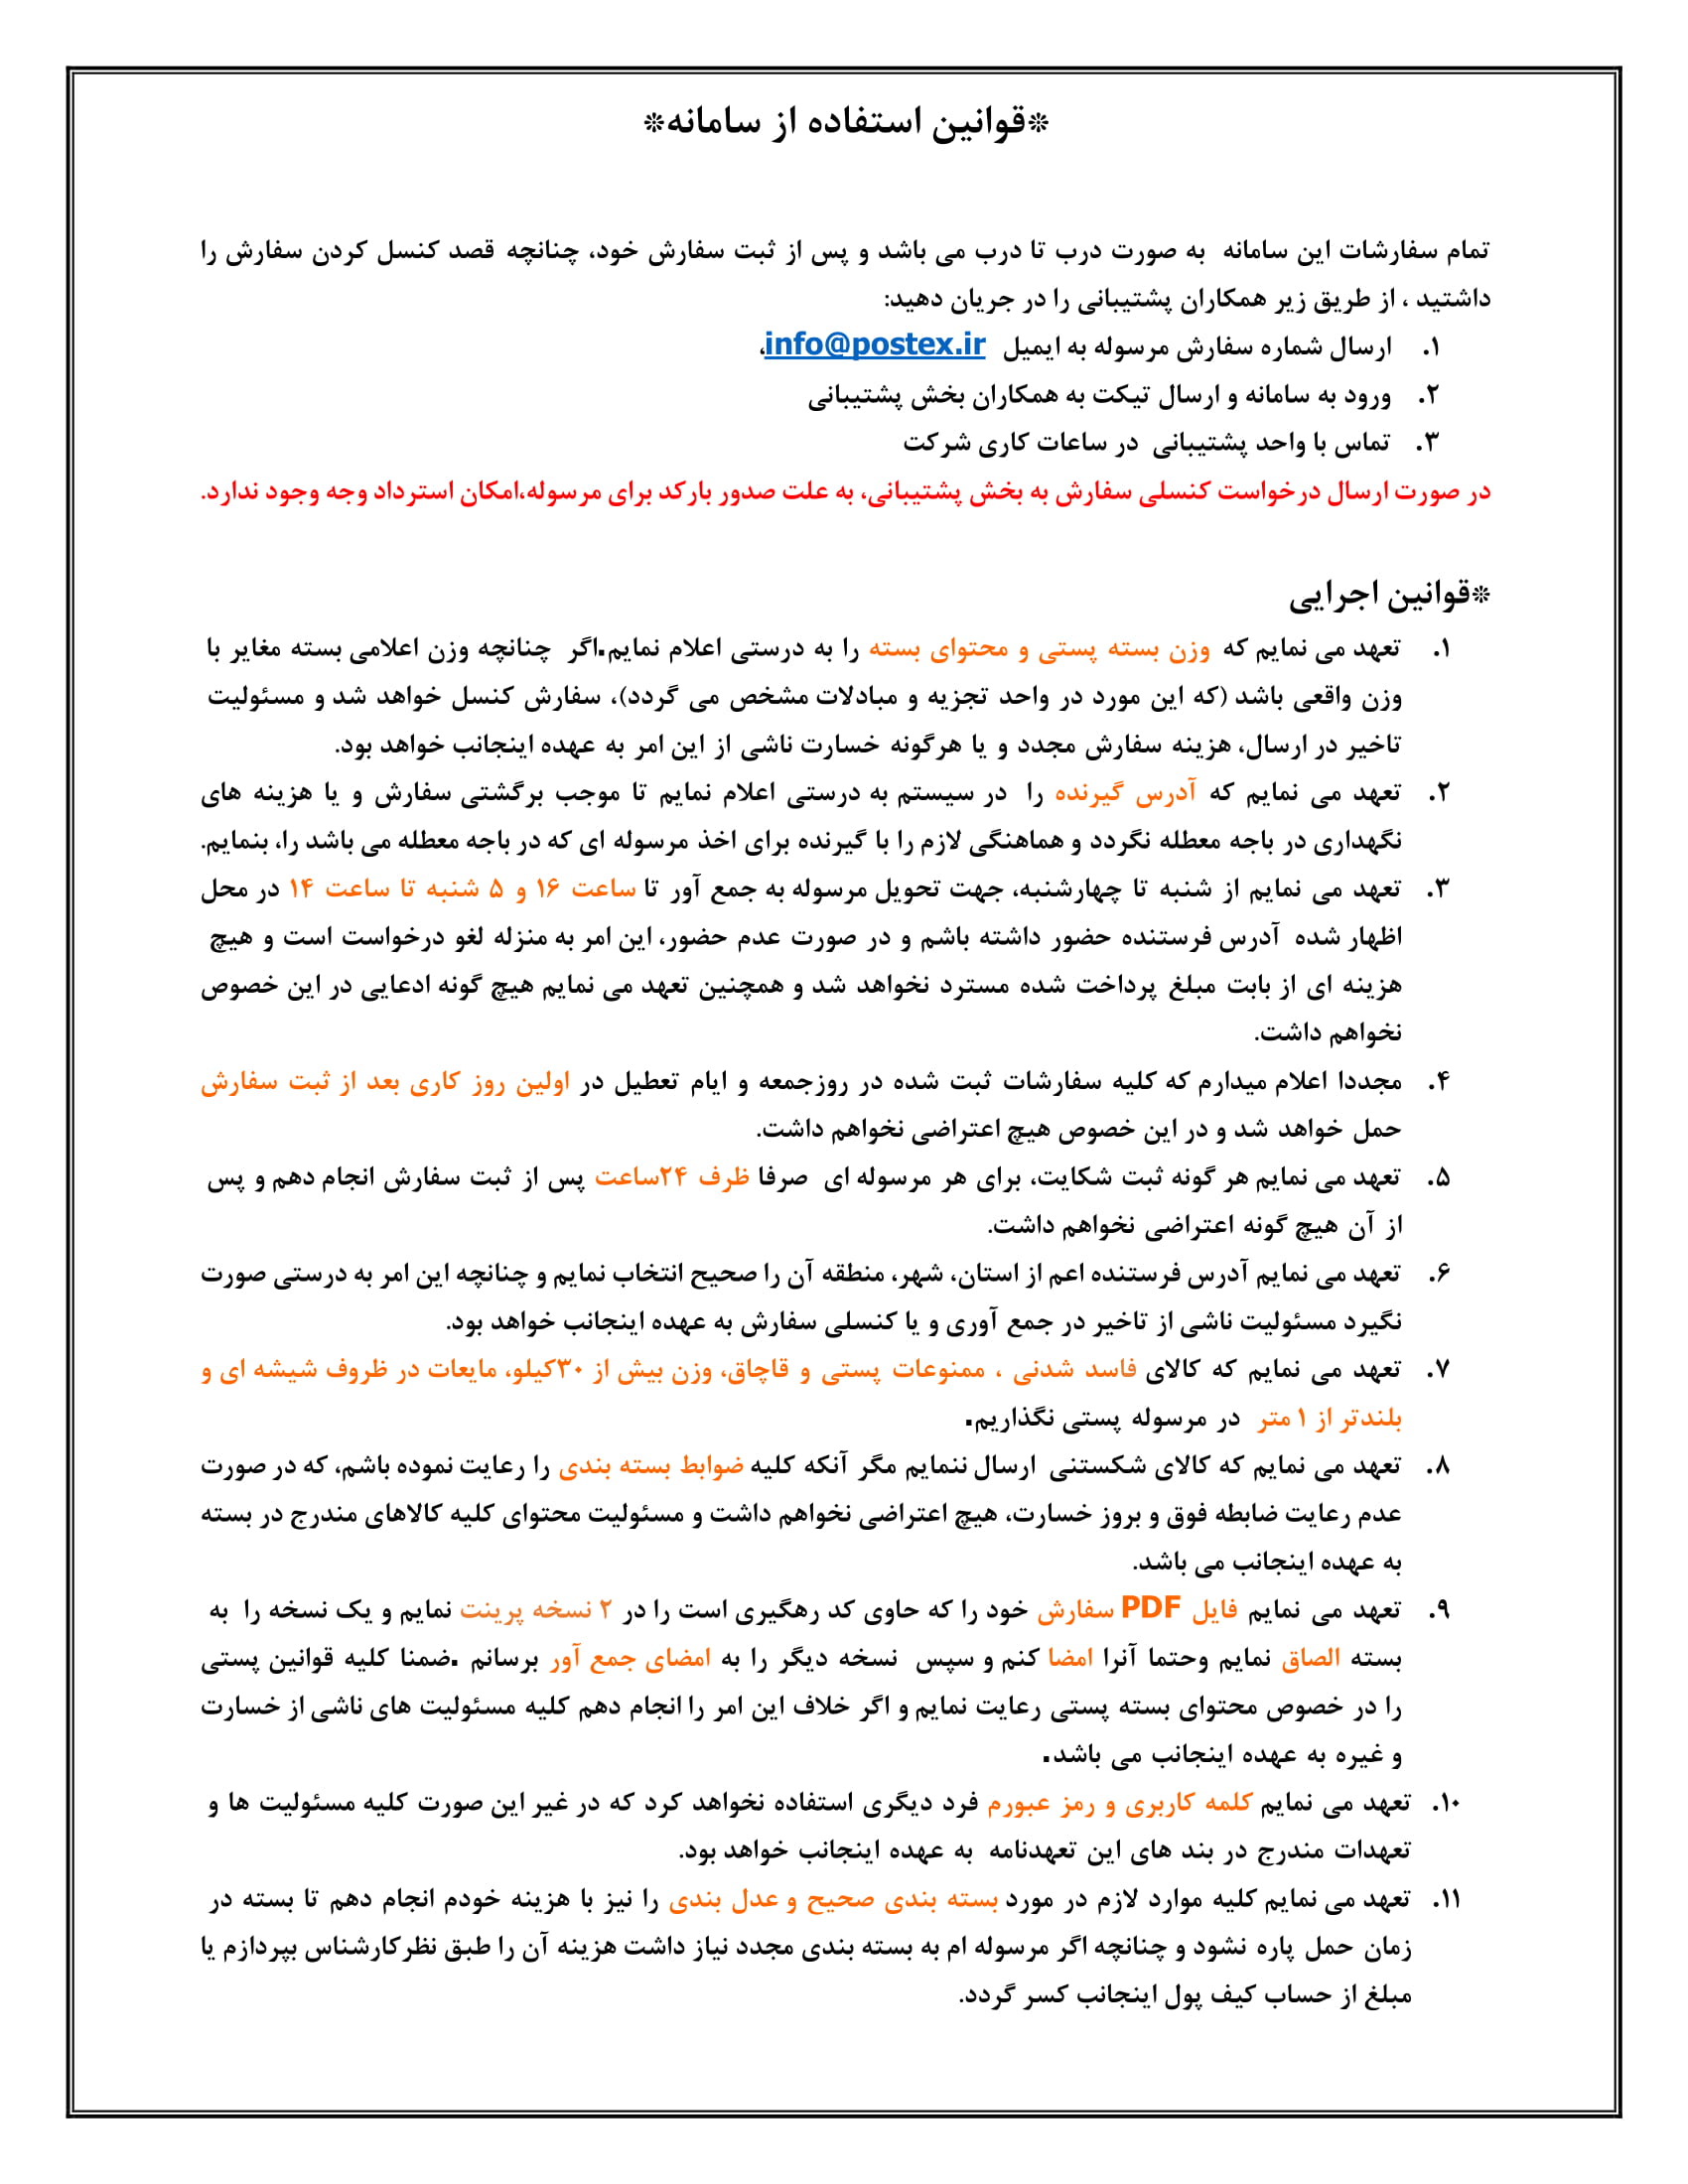 *قوانین استفاده از سامانه*
تمام سفارشات این سامانه به صورت درب تا درب می باشد و پس از ثبت سفارش خود، چنانچه قصد کنسل کردن سفارش را
داشتید ، از طریق زیر همکاران پشتیبانی را در جریان دهید:
۱. ارسال شماره سفارش مرسوله به ایمیل info@postex.ir،
۲. ورود به سامانه و ارسال تیکت به همکاران بخش پشتیبانی
۳. تماس با واحد پشتیبانی در ساعات کاری شرکت
در صورت ارسال درخواست کنسلی سفارش به بخش پشتیبانی، به علت صدور بارکد برای مرسوله،امکان استرداد وجه وجود ندارد.
*قوانین اجرایی
۱. تعهد می نمایم که وزن بسته پستی و محتوای بسته را به درستی اعلام نمایم.اگر چنانچه وزن اعلامی بسته مغایر با
وزن واقعی باشد (که این مورد در واحد تجزیه و مبادلات مشخص می گردد)، سفارش کنسل خواهد شد و مسئولیت
تاخیر در ارسال، هزینه سفارش مجدد و یا هرگونه خسارت ناشی از این امر به عهده اینجانب خواهد بود.
۲. تعهد می نمایم که آدرس گیرنده را در سیستم به درستی اعلام نمایم تا موجب برگشتی سفارش و یا هزینه های
نگهداری در باجه معطله نگردد و هماهنگی لازم را با گیرنده برای اخذ مرسوله ای که در باجه معطله می باشد را، بنمایم.
۳. تعهد می نمایم از شنبه تا چهارشنبه، جهت تحویل مرسوله به جمع آور تا ساعت ۱۶ و ۵ شنبه تا ساعت ۱۴ در محل
اظهار شده آدرس فرستنده حضور داشته باشم و در صورت عدم حضور، این امر به منزله لغو درخواست است و هیچ
هزینه ای از بابت مبلغ پرداخت شده مسترد نخواهد شد و همچنین تعهد می نمایم هیچ گونه ادعایی در این خصوص
نخواهم داشت.
۴. مجددا اعلام میدارم که کلیه سفارشات ثبت شده در روزجمعه و ایام تعطیل در اولین روز کاری بعد از ثبت سفارش
حمل خواهد شد و در این خصوص هیچ اعتراضی نخواهم داشت.
۵. تعهد می نمایم هر گونه ثبت شکایت، برای هر مرسوله ای صرفا ظرف ۲۴ساعت پس از ثبت سفارش انجام دهم و پس
از آن هیچ گونه اعتراضی نخواهم داشت.
۶. تعهد می نمایم آدرس فرستنده اعم از استان، شهر، منطقه آن را صحیح انتخاب نمایم و چنانچه این امر به درستی صورت
نگیرد مسئولیت ناشی از تاخیر در جمع آوری و یا کنسلی سفارش به عهده اینجانب خواهد بود.
۷. تعهد می نمایم که کالای فاسد شدنی ، ممنوعات پستی و قاچاق، وزن بیش از ۳۰کیلو، مایعات در ظروف شیشه ای و
بلندتر از ۱ متر در مرسوله پستی نگذاریم.
۸. تعهد می نمایم که کالای شکستنی ارسال ننمایم مگر آنکه کلیه ضوابط بسته بندی را رعایت نموده باشم، که در صورت
عدم رعایت ضابطه فوق و بروز خسارت، هیچ اعتراضی نخواهم داشت و مسئولیت محتوای کلیه کالاهای مندرج در بسته
به عهده اینجانب می باشد.
۹. تعهد می نمایم فایل PDF سفارش خود را که حاوی کد رهگیری است را در ۲ نسخه پرینت نمایم و یک نسخه را به
بسته الصاق نمایم وحتما آنرا امضا کنم و سپس نسخه دیگر را به امضای جمع آور برسانم .ضمنا کلیه قوانین پستی
را در خصوص محتوای بسته پستی رعایت نمایم و اگر خلاف این امر را انجام دهم کلیه مسئولیت های ناشی از خسارت
و غیره به عهده اینجانب می باشد.
۱۰. تعهد می نمایم کلمه کاربری و رمز عبورم فرد دیگری استفاده نخواهد کرد که در غیر این صورت کلیه مسئولیت ها و
تعهدات مندرج در بند های این تعهدنامه به عهده اینجانب خواهد بود.
۱۱. تعهد می نمایم کلیه موارد لازم در مورد بسته بندی صحیح و عدل بندی را نیز با هزینه خودم انجام دهم تا بسته در
زمان حمل پاره نشود و چنانچه اگر مرسوله ام به بسته بندی مجدد نیاز داشت هزینه آن را طبق نظرکارشناس بپردازم یا
مبلغ از حساب کیف پول اینجانب کسر گردد.